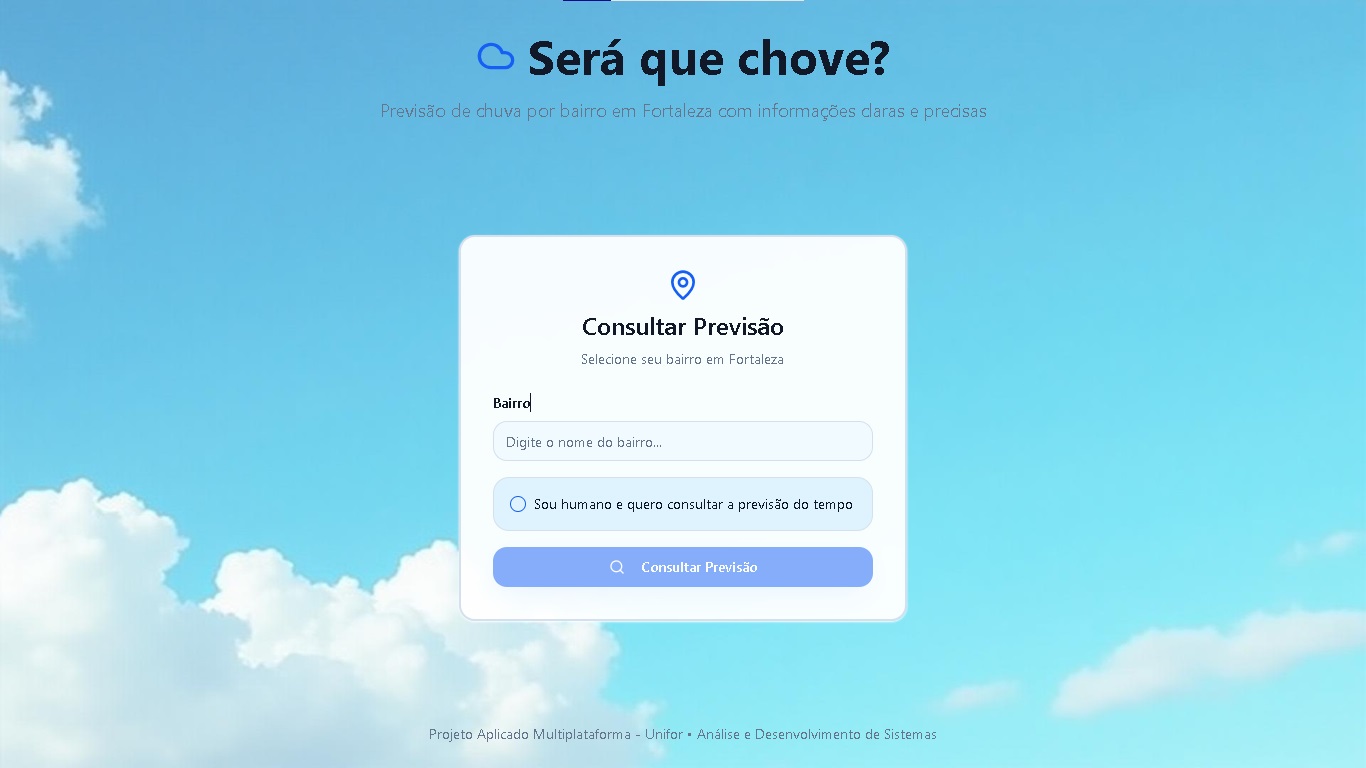 Será que chove?
Previsão de chuva por bairro em Fortaleza com informações claras e precisas
Consultar Previsão
Selecione seu bairro em Fortaleza
Bairro
Digite o nome do bairro...
Sou humano e quero consultar a previsão do tempo
Consultar Previsão
Projeto Aplicado Multiplataforma - Unifor • Análise e Desenvolvimento de Sistemas